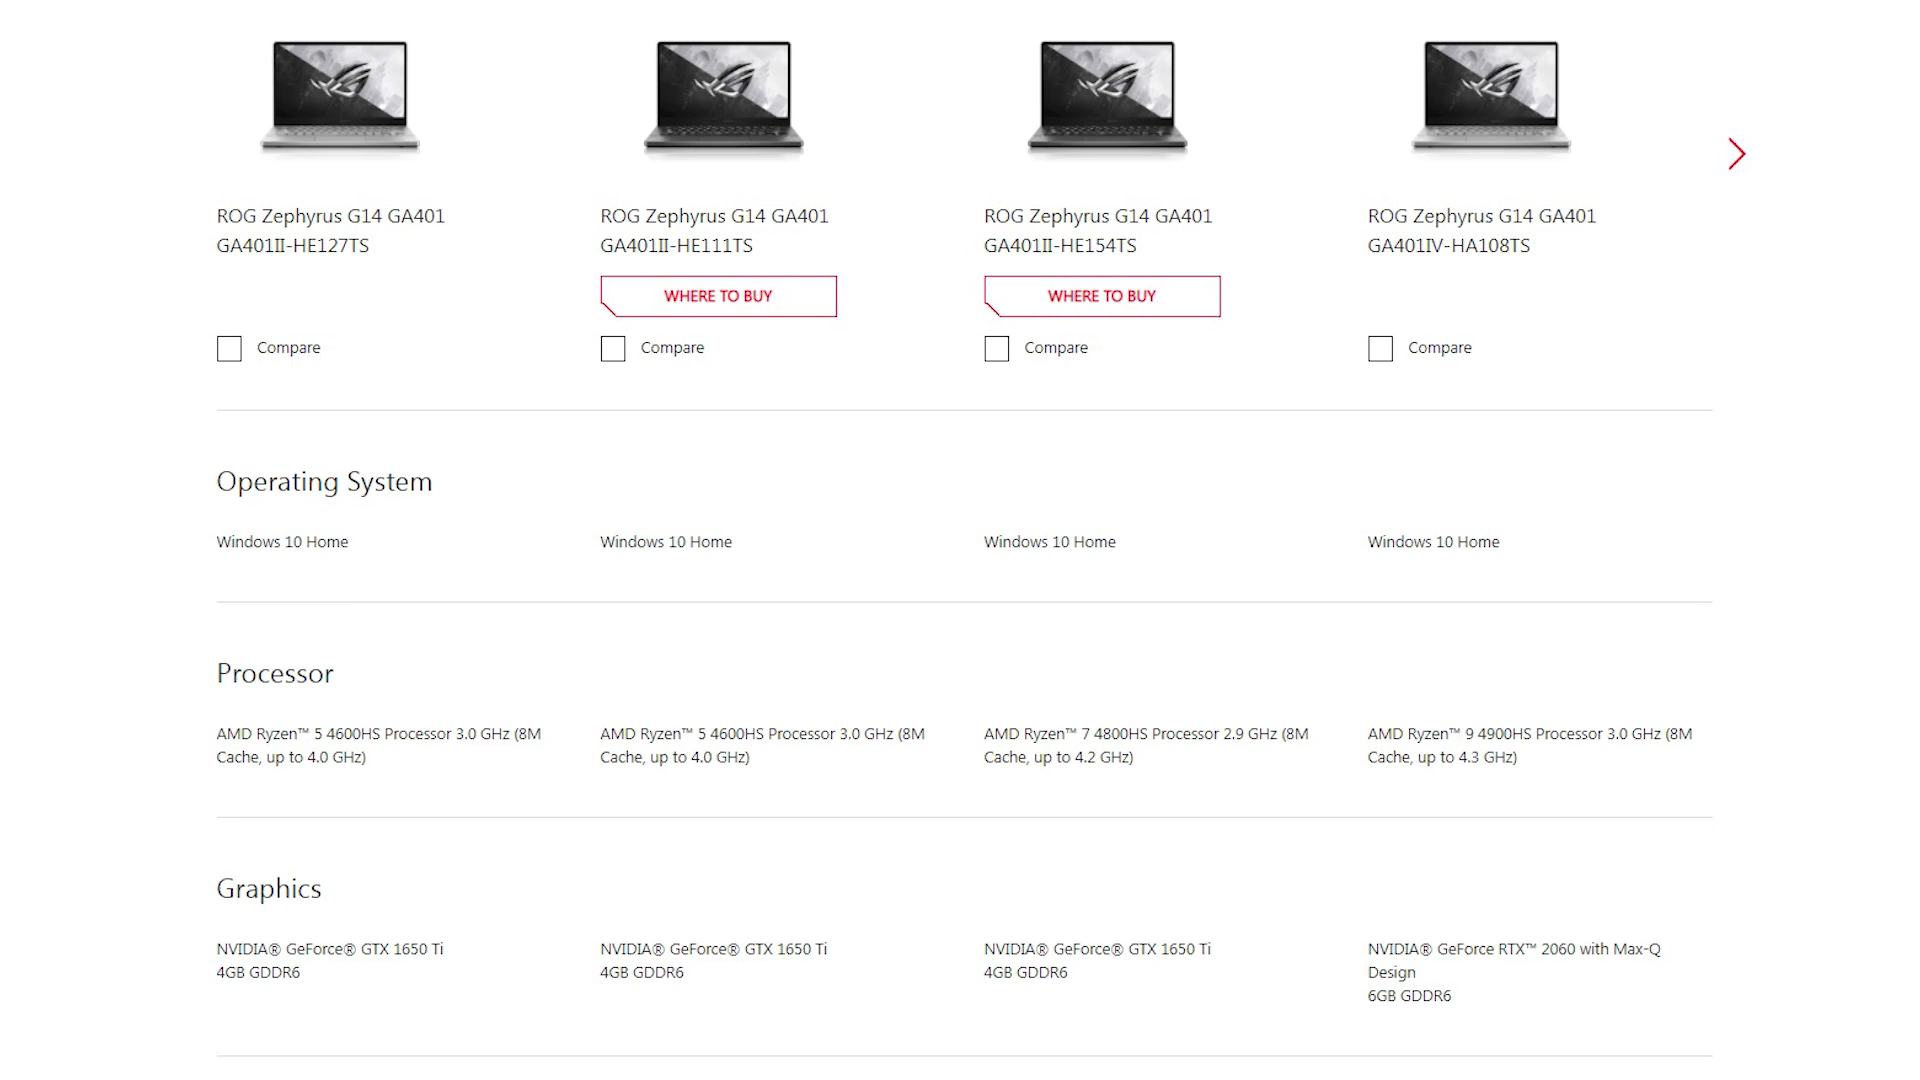 ROG Zephyrus G14 GA401
GA401II-HE127TS
Compare
ROG Zephyrus G14 GA401
GA401II-HE111TS
WHERE TO BUY
Compare
ROG Zephyrus G14 GA401
GA401II-HE154TS
WHERE TO BUY
Compare
ROG Zephyrus G14 GA401
GA401IV-HA108TS
Compare
Operating System
Windows 10 Home
Windows 10 Home
Windows 10 Home
Windows 10 Home
Processor
AMD Ryzen™ 5 4600HS Processor 3.0 GHz (8M
Cache, up to 4.0 GHz)
AMD Ryzen™ 5 4600HS Processor 3.0 GHz (8M
Cache, up to 4.0 GHz)
AMD Ryzen™ 7 4800HS Processor 2.9 GHz (8M
Cache, up to 4.2 GHz)
AMD Ryzen™ 9 4900HS Processor 3.0 GHz (8M
Cache, up to 4.3 GHz)
Graphics
NVIDIA® GeForce® GTX 1650 Ti
4GB GDDR6
NVIDIA® GeForce® GTX 1650 Ti
4GB GDDR6
NVIDIA® GeForce® GTX 1650 Ti
4GB GDDR6
NVIDIA® GeForce RTX™ 2060 with Max-Q
Design
6GB GDDR6